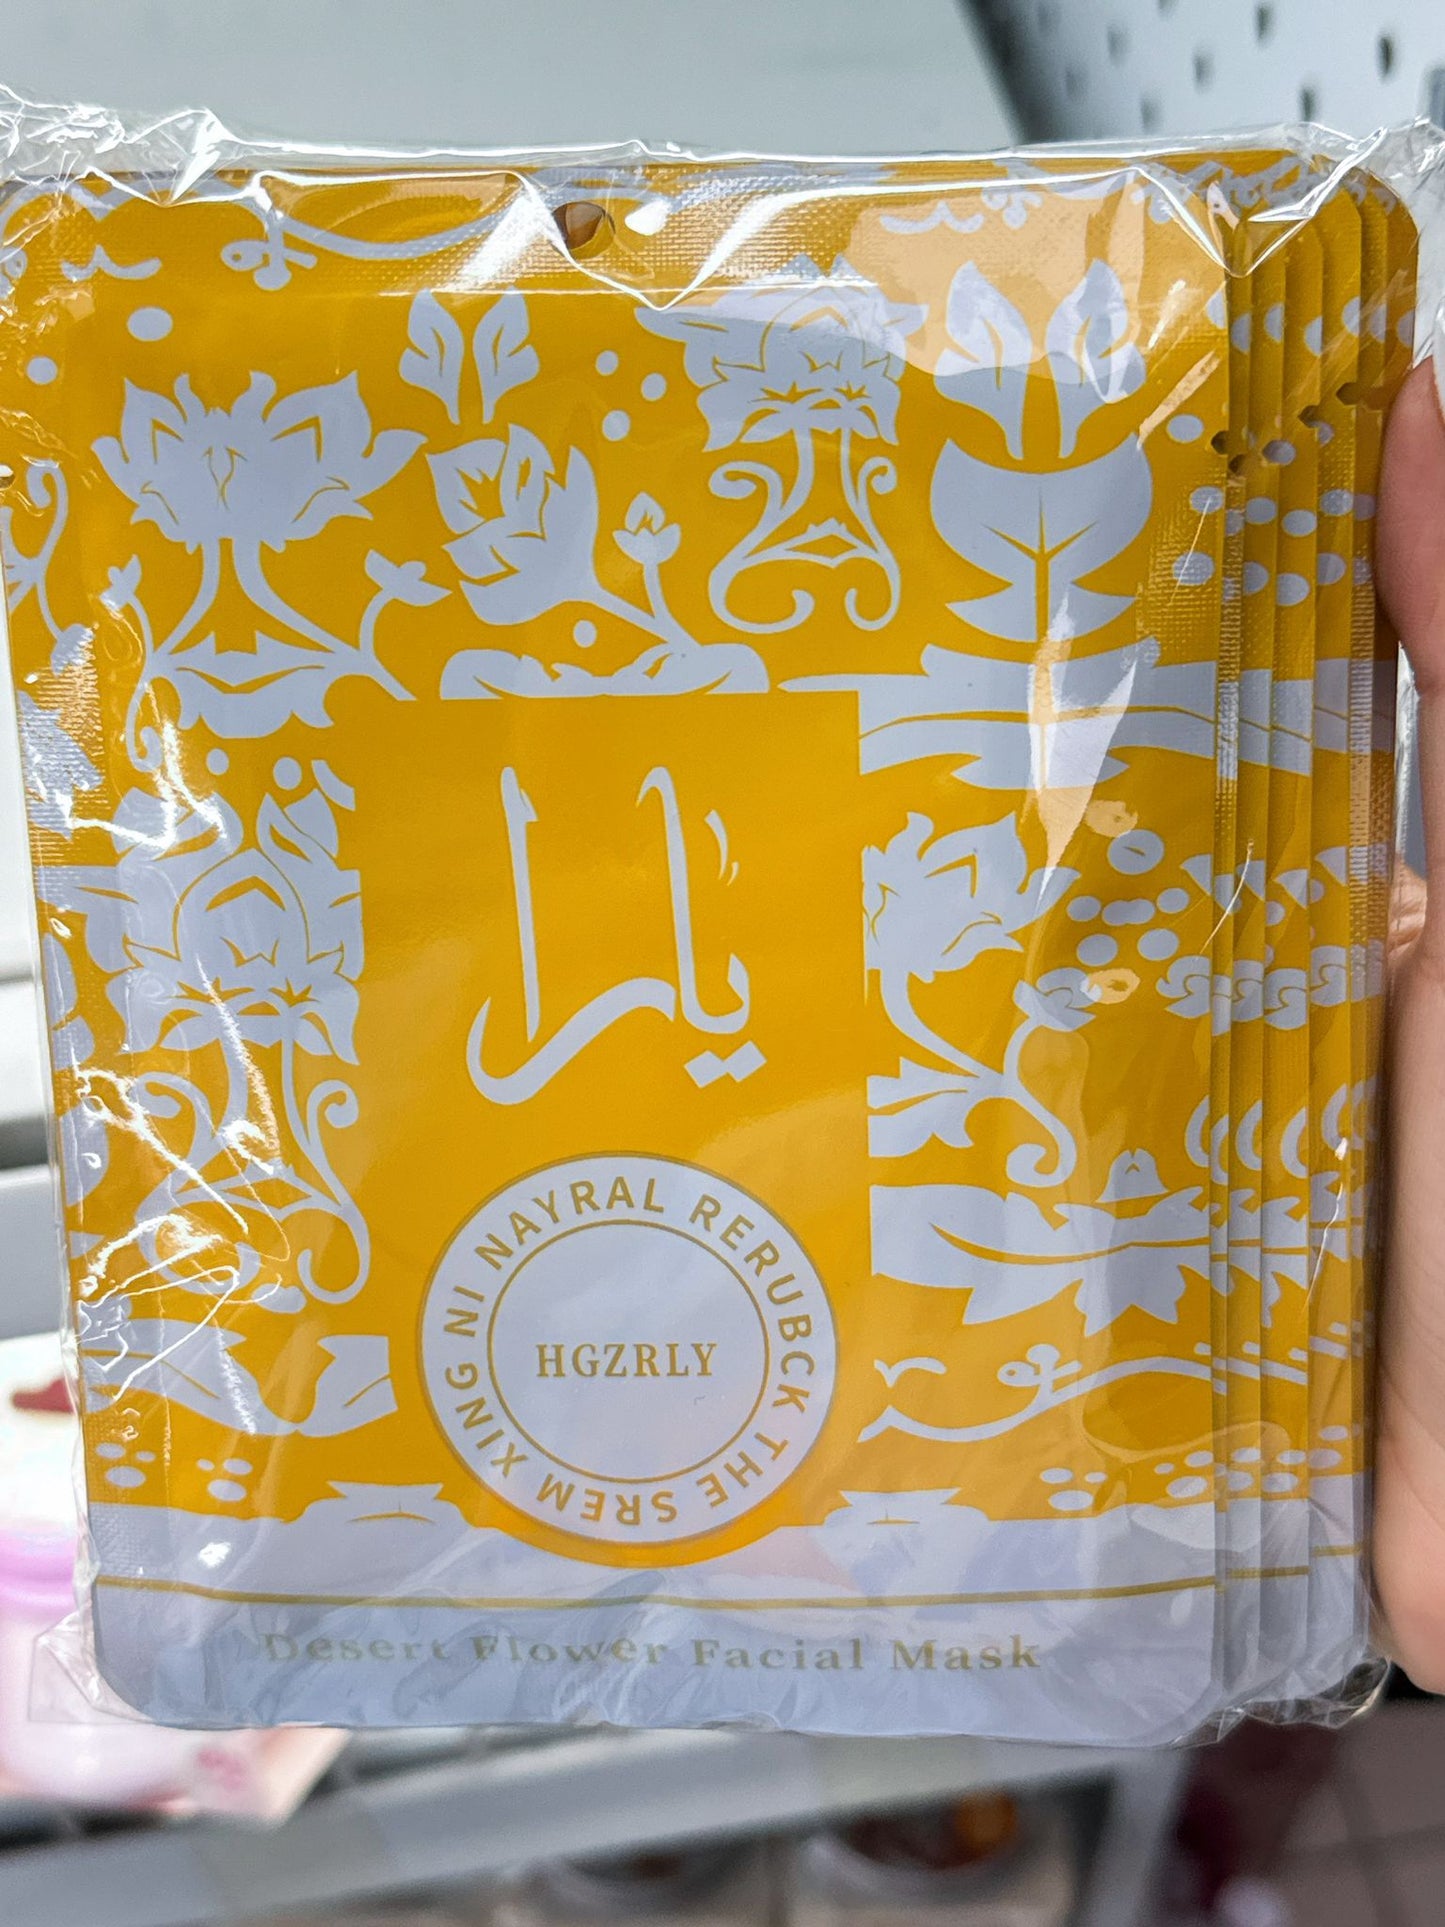 يارا
NI NAYRAL RERUBCK THE SREM XING
HGZRLY
Desert Flower Facial Mask